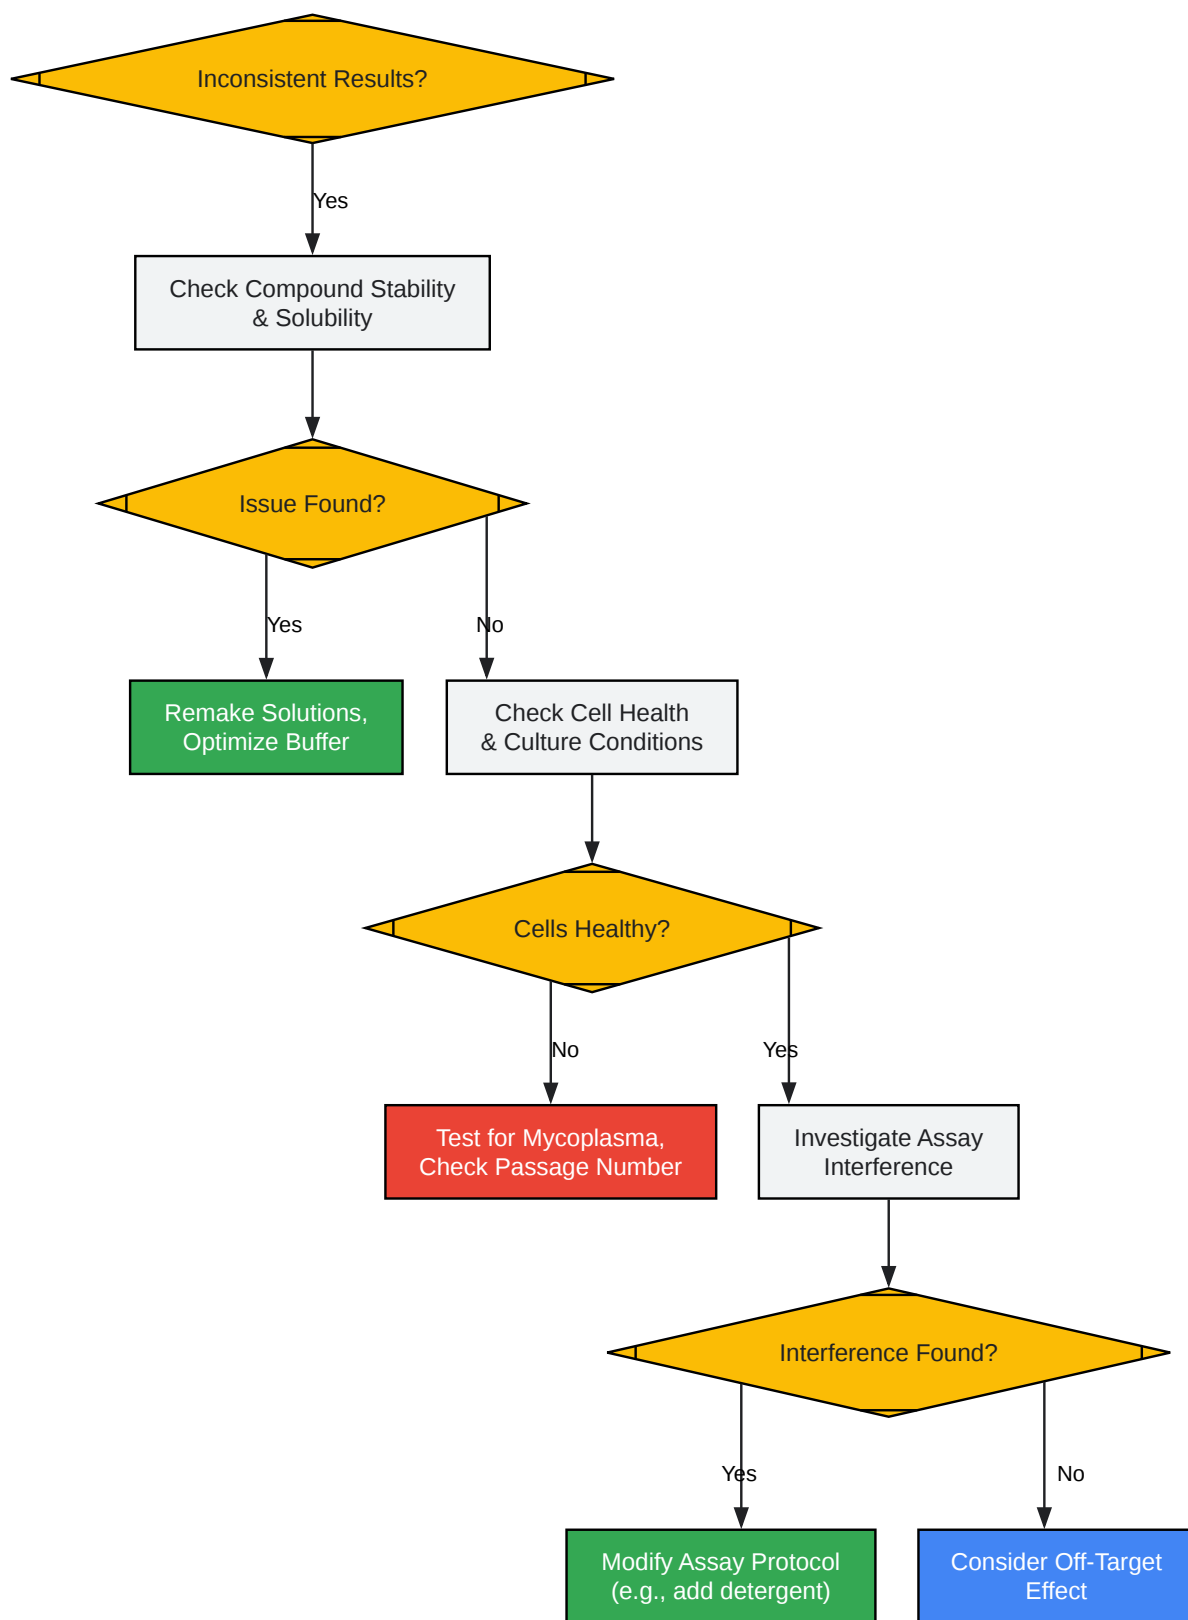 Inconsistent Results?
Yes
Check Compound Stability
& Solubility
Issue Found?
Yes
No
Remake Solutions,
Optimize Buffer
Check Cell Health
& Culture Conditions
Cells Healthy?
No
Yes
Test for Mycoplasma,
Check Passage Number
Investigate Assay
Interference
Interference Found?
Yes
No
Modify Assay Protocol
(e.g., add detergent)
Consider Off-Target
Effect